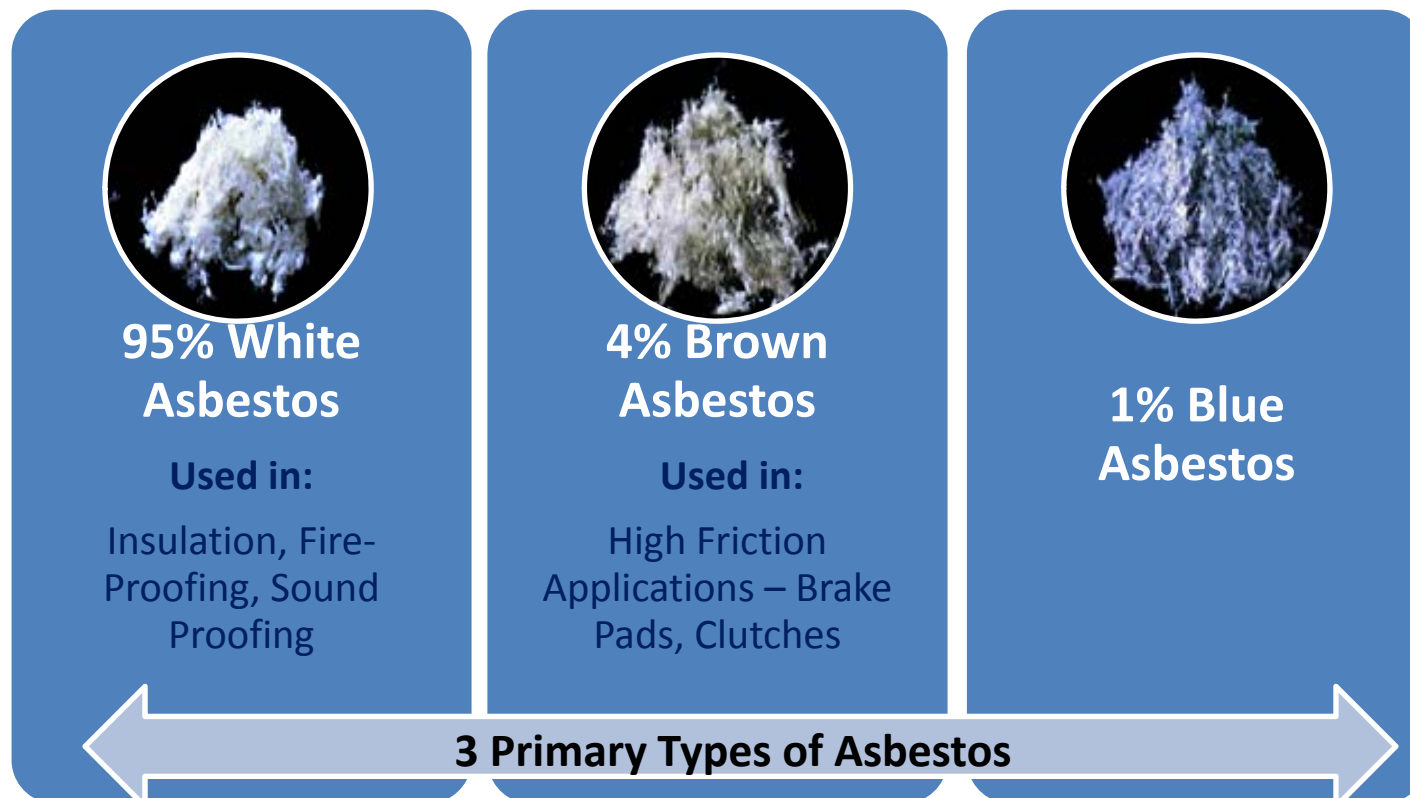 95% White
Asbestos
Used in:
Insulation, Fire-
Proofing, Sound
Proofing
4% Brown
Asbestos
Used in:
High Friction
Applications – Brake
Pads, Clutches
1% Blue
Asbestos
3 Primary Types of Asbestos